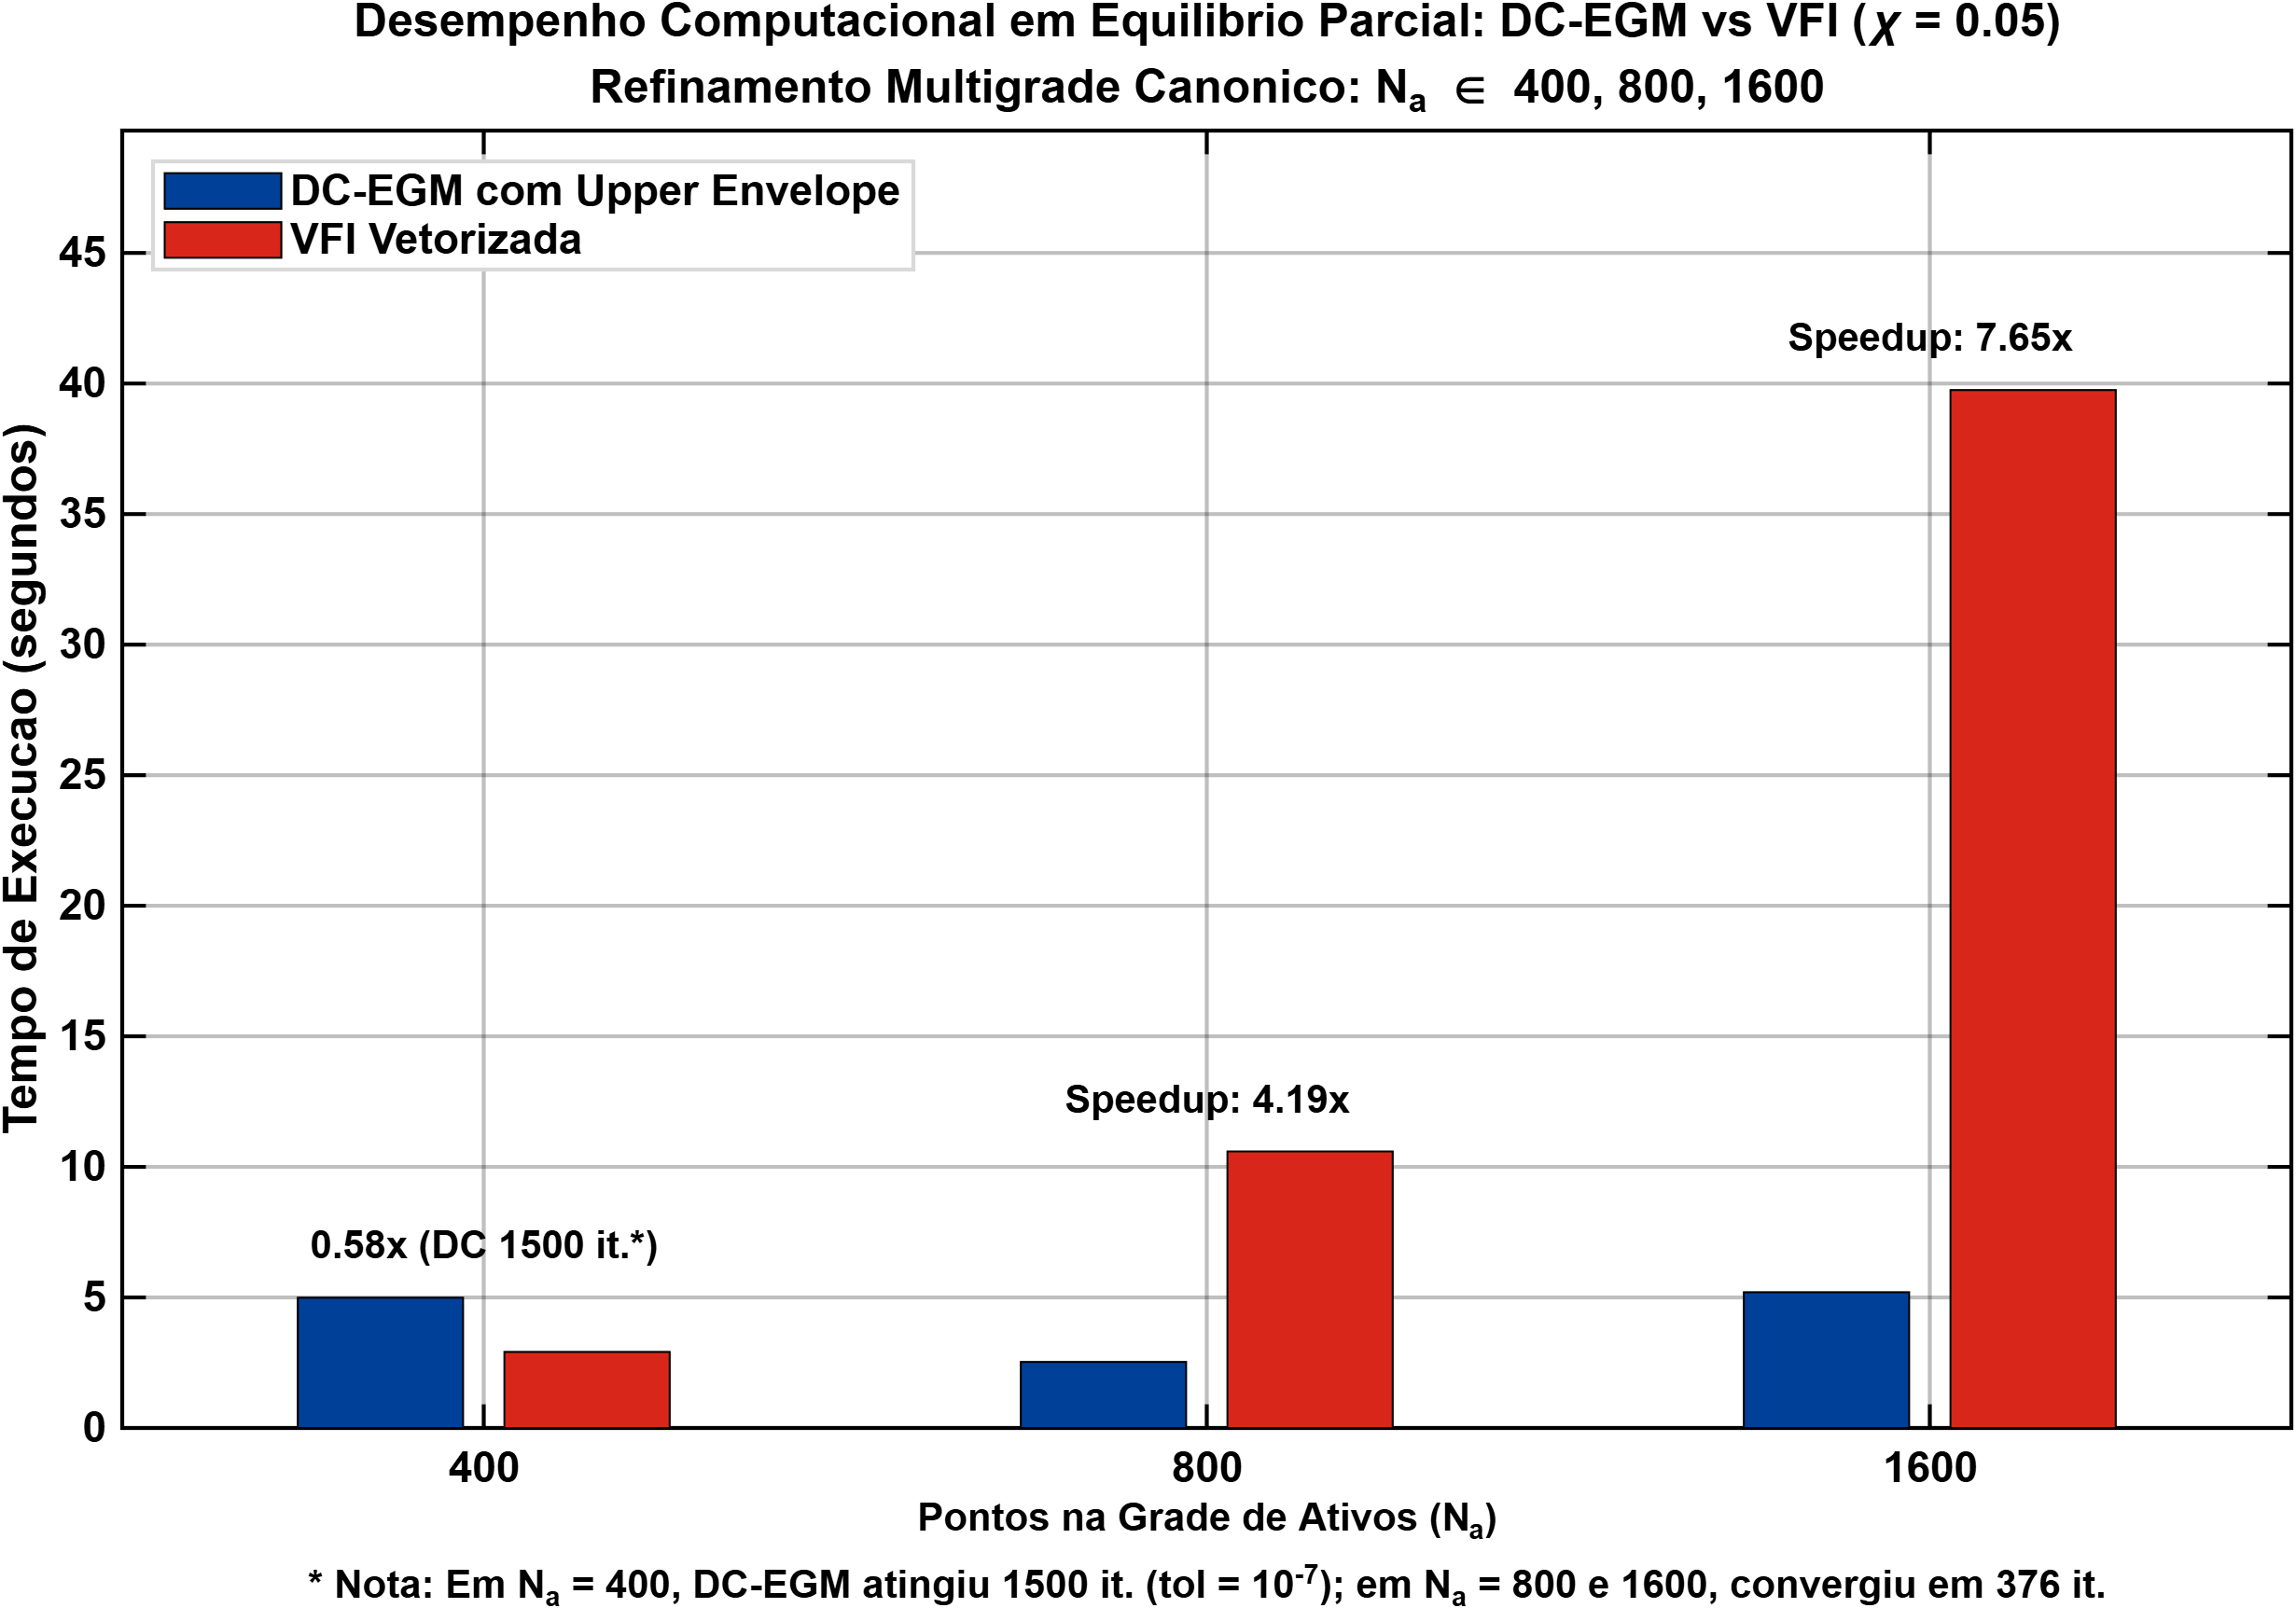 Desempenho Computacional em Equilibrio Parcial: DC-EGM vs VFI (χ = 0.05)
Refinamento Multigrade Canonico: Nₐ ∈ 400, 800, 1600
DC-EGM com Upper Envelope
VFI Vetorizada
45
40
35
30
25
20
15
10
5
0
Tempo de Execucao (segundos)
Speedup: 7.65x
Speedup: 4.19x
0.58x (DC 1500 it.*)
400 800 1600
Pontos na Grade de Ativos (Nₐ)
* Nota: Em Nₐ = 400, DC-EGM atingiu 1500 it. (tol = 10⁻⁷); em Nₐ = 800 e 1600, convergiu em 376 it.